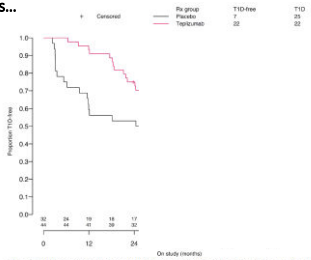 s...
Rx group T1D-free T1D
+ Censored
Placebo 7 25
Teplizumab 22 22
Proportion T1D-free
1.0
0.9
0.8
0.7
0.6
0.5
0.4
0.3
0.2
0.1
0.0
32 24 19 18 17
44 44 41 39 32
0 12 24
On study (months)